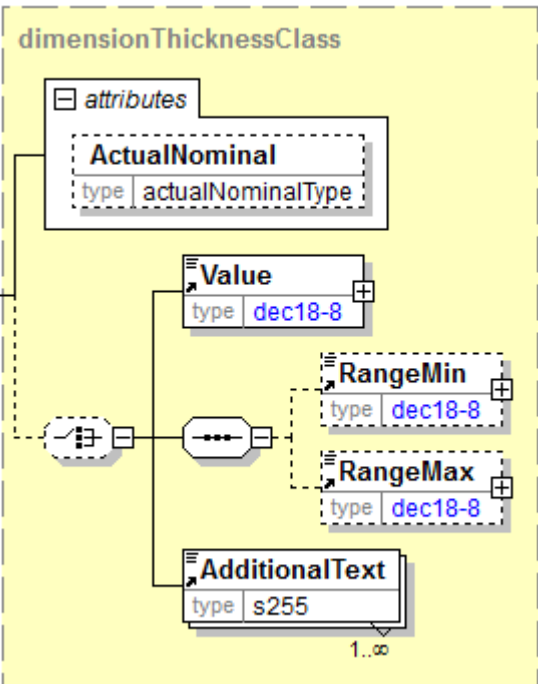 dimensionThicknessClass
attributes
ActualNominal
type actualNominalType
Value
type dec18-8
RangeMin
type dec18-8
RangeMax
type dec18-8
AdditionalText
type s255
1..∞